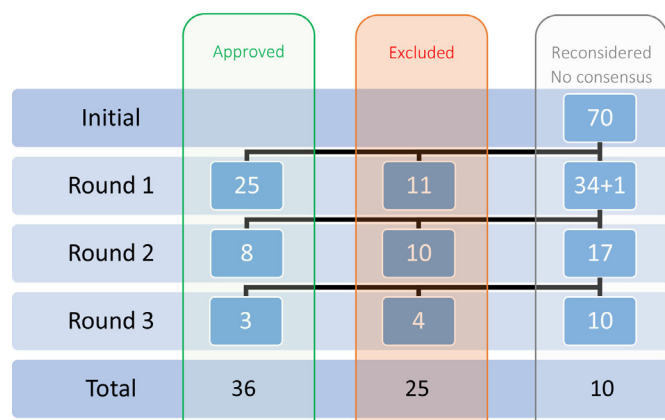 Approved
Excluded
Reconsidered
No consensus
Initial
70
Round 1
25
11
34+1
Round 2
8
10
17
Round 3
3
4
10
Total
36
25
10